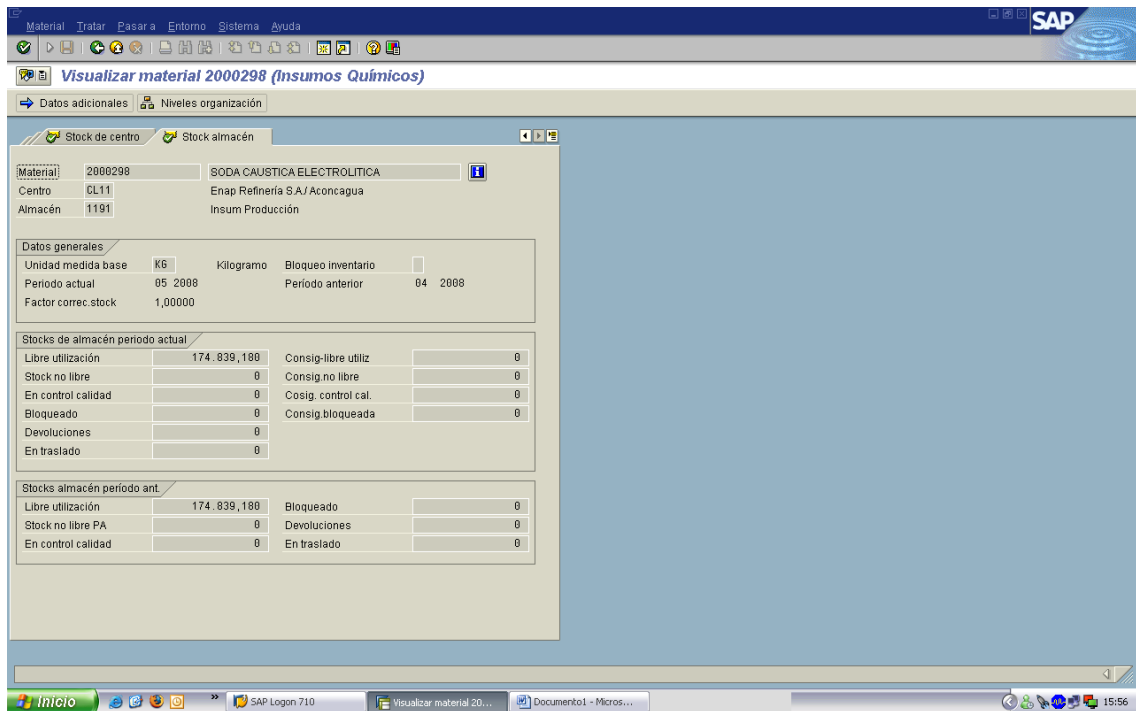 Material Tratar Pasar a Entorno Sistema Ayuda
SAP
Visualizar material 2000298 (Insumos Químicos)
Datos adicionales Niveles organización
Stock de centro Stock almacén
Material 2000298 SODA CAUSTICA ELECTROLITICA
Centro CL11 Enap Refinería S.A./ Aconcagua
Almacén 1191 Insum Producción
Datos generales
Unidad medida base KG Kilogramo Bloqueo inventario
Periodo actual 05 2008 Período anterior 04 2008
Factor correc.stock 1,00000
Stocks de almacén periodo actual
Libre utilización 174.839,180 Consig-libre utiliz 0
Stock no libre 0 Consig.no libre 0
En control calidad 0 Cosig. control cal. 0
Bloqueado 0 Consig.bloqueada 0
Devoluciones 0
En traslado 0
Stocks almacén período ant.
Libre utilización 174.839,180 Bloqueado 0
Stock no libre PA 0 Devoluciones 0
En control calidad 0 En traslado 0
Inicio » SAP Logon 710 Visualizar material 20... Documento1 - Micros... 15:56